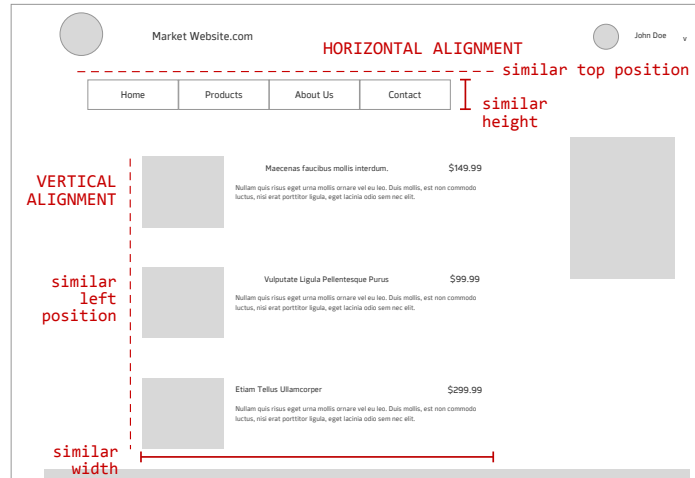 Market Website.com
John Doe
v
HORIZONTAL ALIGNMENT
similar top position
Home
Products
About Us
Contact
similar
height
VERTICAL
ALIGNMENT
Maecenas faucibus mollis interdum.
$149.99
Nullam quis risus eget urna mollis ornare vel eu leo. Duis mollis, est non commodo
luctus, nisi erat porttitor ligula, eget lacinia odio sem nec elit.
similar
left
position
Vulputate Ligula Pellentesque Purus
$99.99
Nullam quis risus eget urna mollis ornare vel eu leo. Duis mollis, est non commodo
luctus, nisi erat porttitor ligula, eget lacinia odio sem nec elit.
Etiam Tellus Ullamcorper
$299.99
Nullam quis risus eget urna mollis ornare vel eu leo. Duis mollis, est non commodo
luctus, nisi erat porttitor ligula, eget lacinia odio sem nec elit.
similar
width